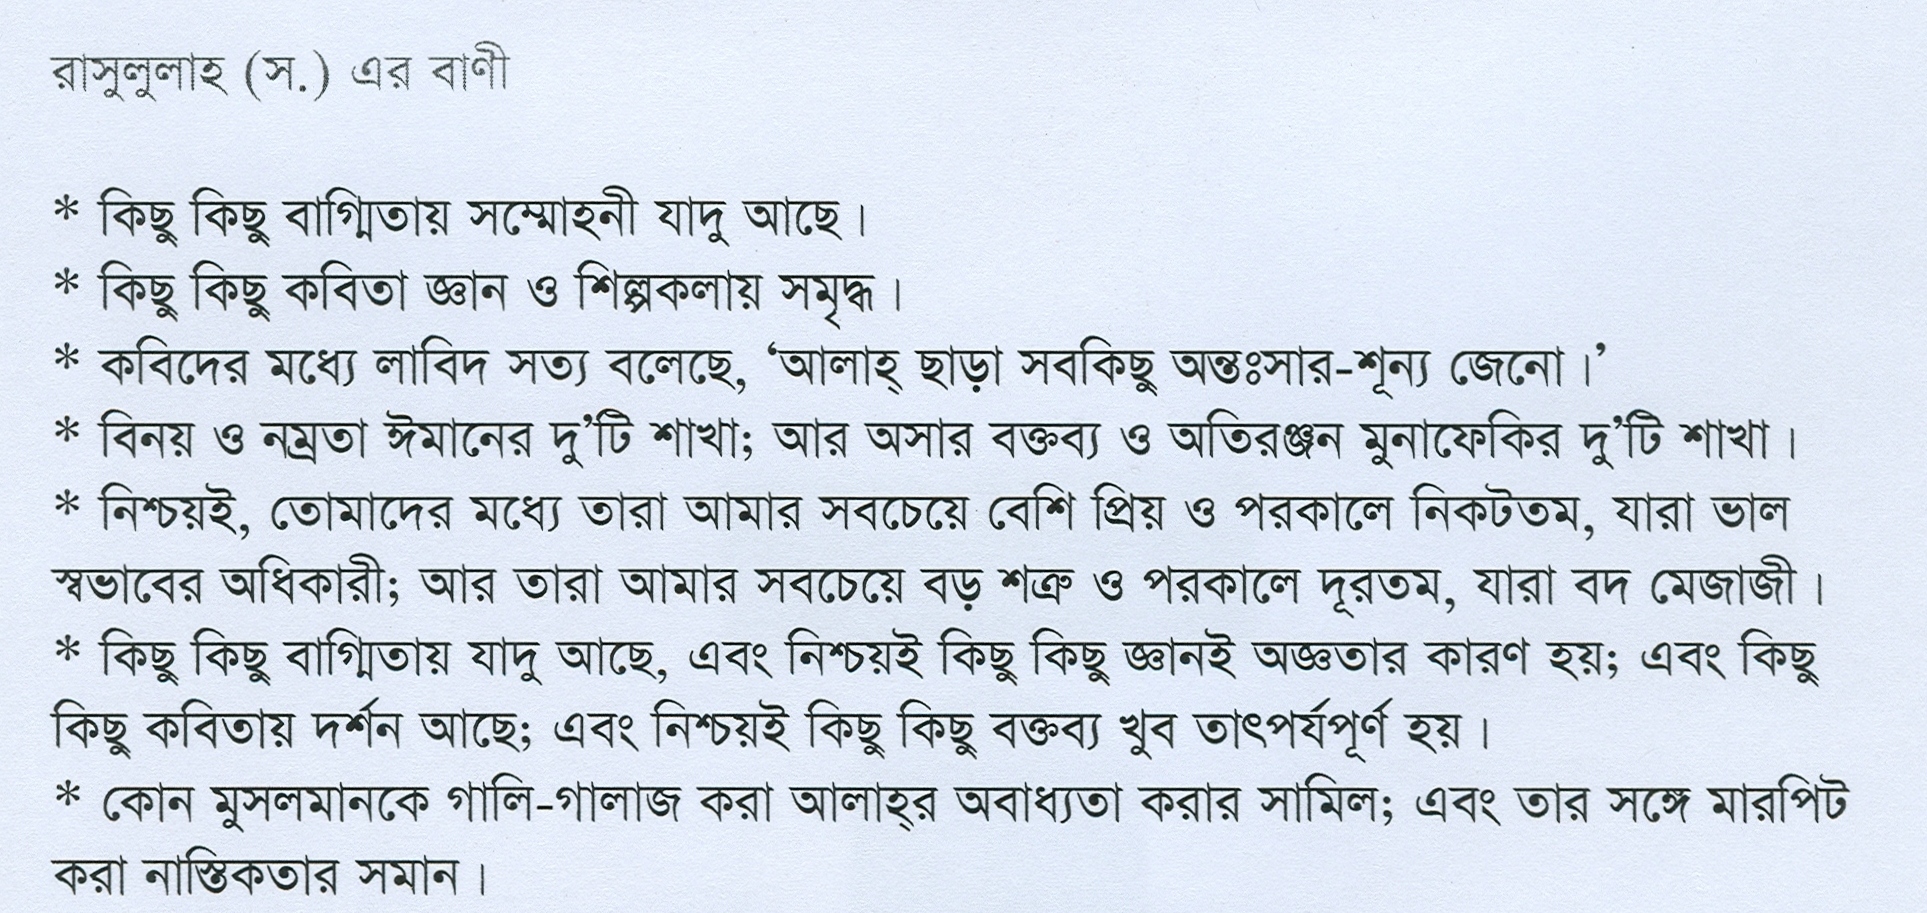 রাসুলুলাহ (স.) এর বাণী
* কিছু কিছু বাগ্মিতায় সম্মোহনী যাদু আছে।
* কিছু কিছু কবিতা জ্ঞান ও শিল্পকলায় সমৃদ্ধ।
* কবিদের মধ্যে লাবিদ সত্য বলেছে, ‘আলাহ্ ছাড়া সবকিছু অন্তঃসার-শূন্য জেনো।’
* বিনয় ও নম্রতা ঈমানের দু’টি শাখা; আর অসার বক্তব্য ও অতিরঞ্জন মুনাফেকির দু’টি শাখা।
* নিশ্চয়ই, তোমাদের মধ্যে তারা আমার সবচেয়ে বেশি প্রিয় ও পরকালে নিকটতম, যারা ভাল
স্বভাবের অধিকারী; আর তারা আমার সবচেয়ে বড় শত্রু ও পরকালে দূরতম, যারা বদ মেজাজী।
* কিছু কিছু বাগ্মিতায় যাদু আছে, এবং নিশ্চয়ই কিছু কিছু জ্ঞানই অজ্ঞতার কারণ হয়; এবং কিছু
কিছু কবিতায় দর্শন আছে; এবং নিশ্চয়ই কিছু কিছু বক্তব্য খুব তাৎপর্যপূর্ণ হয়।
* কোন মুসলমানকে গালি-গালাজ করা আলাহ্‌র অবাধ্যতা করার সামিল; এবং তার সঙ্গে মারপিট
করা নাস্তিকতার সমান।